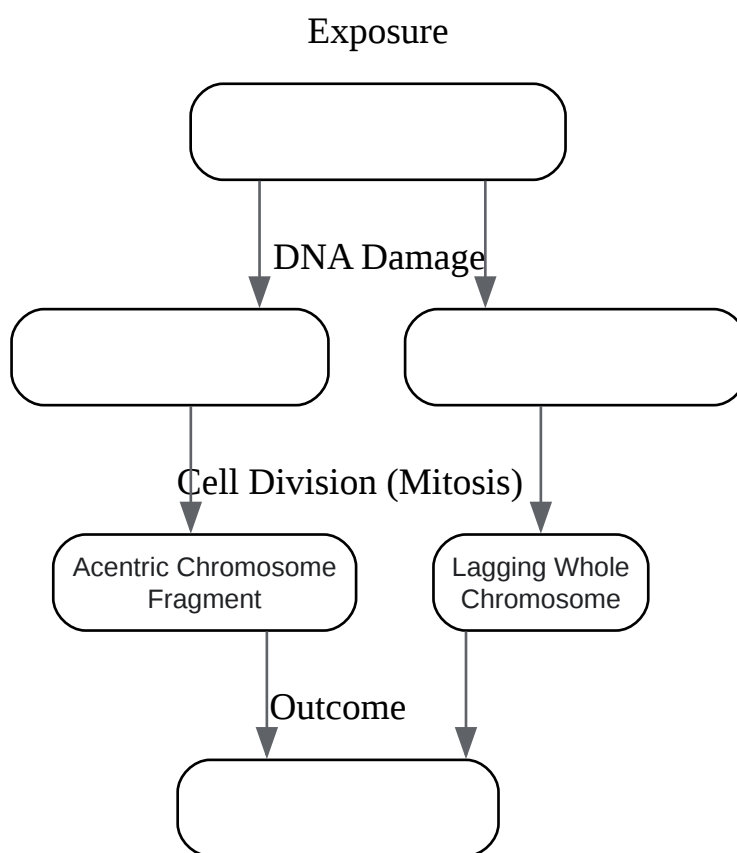 Exposure
DNA Damage
Cell Division (Mitosis)
Acentric Chromosome
Fragment
Lagging Whole
Chromosome
Outcome